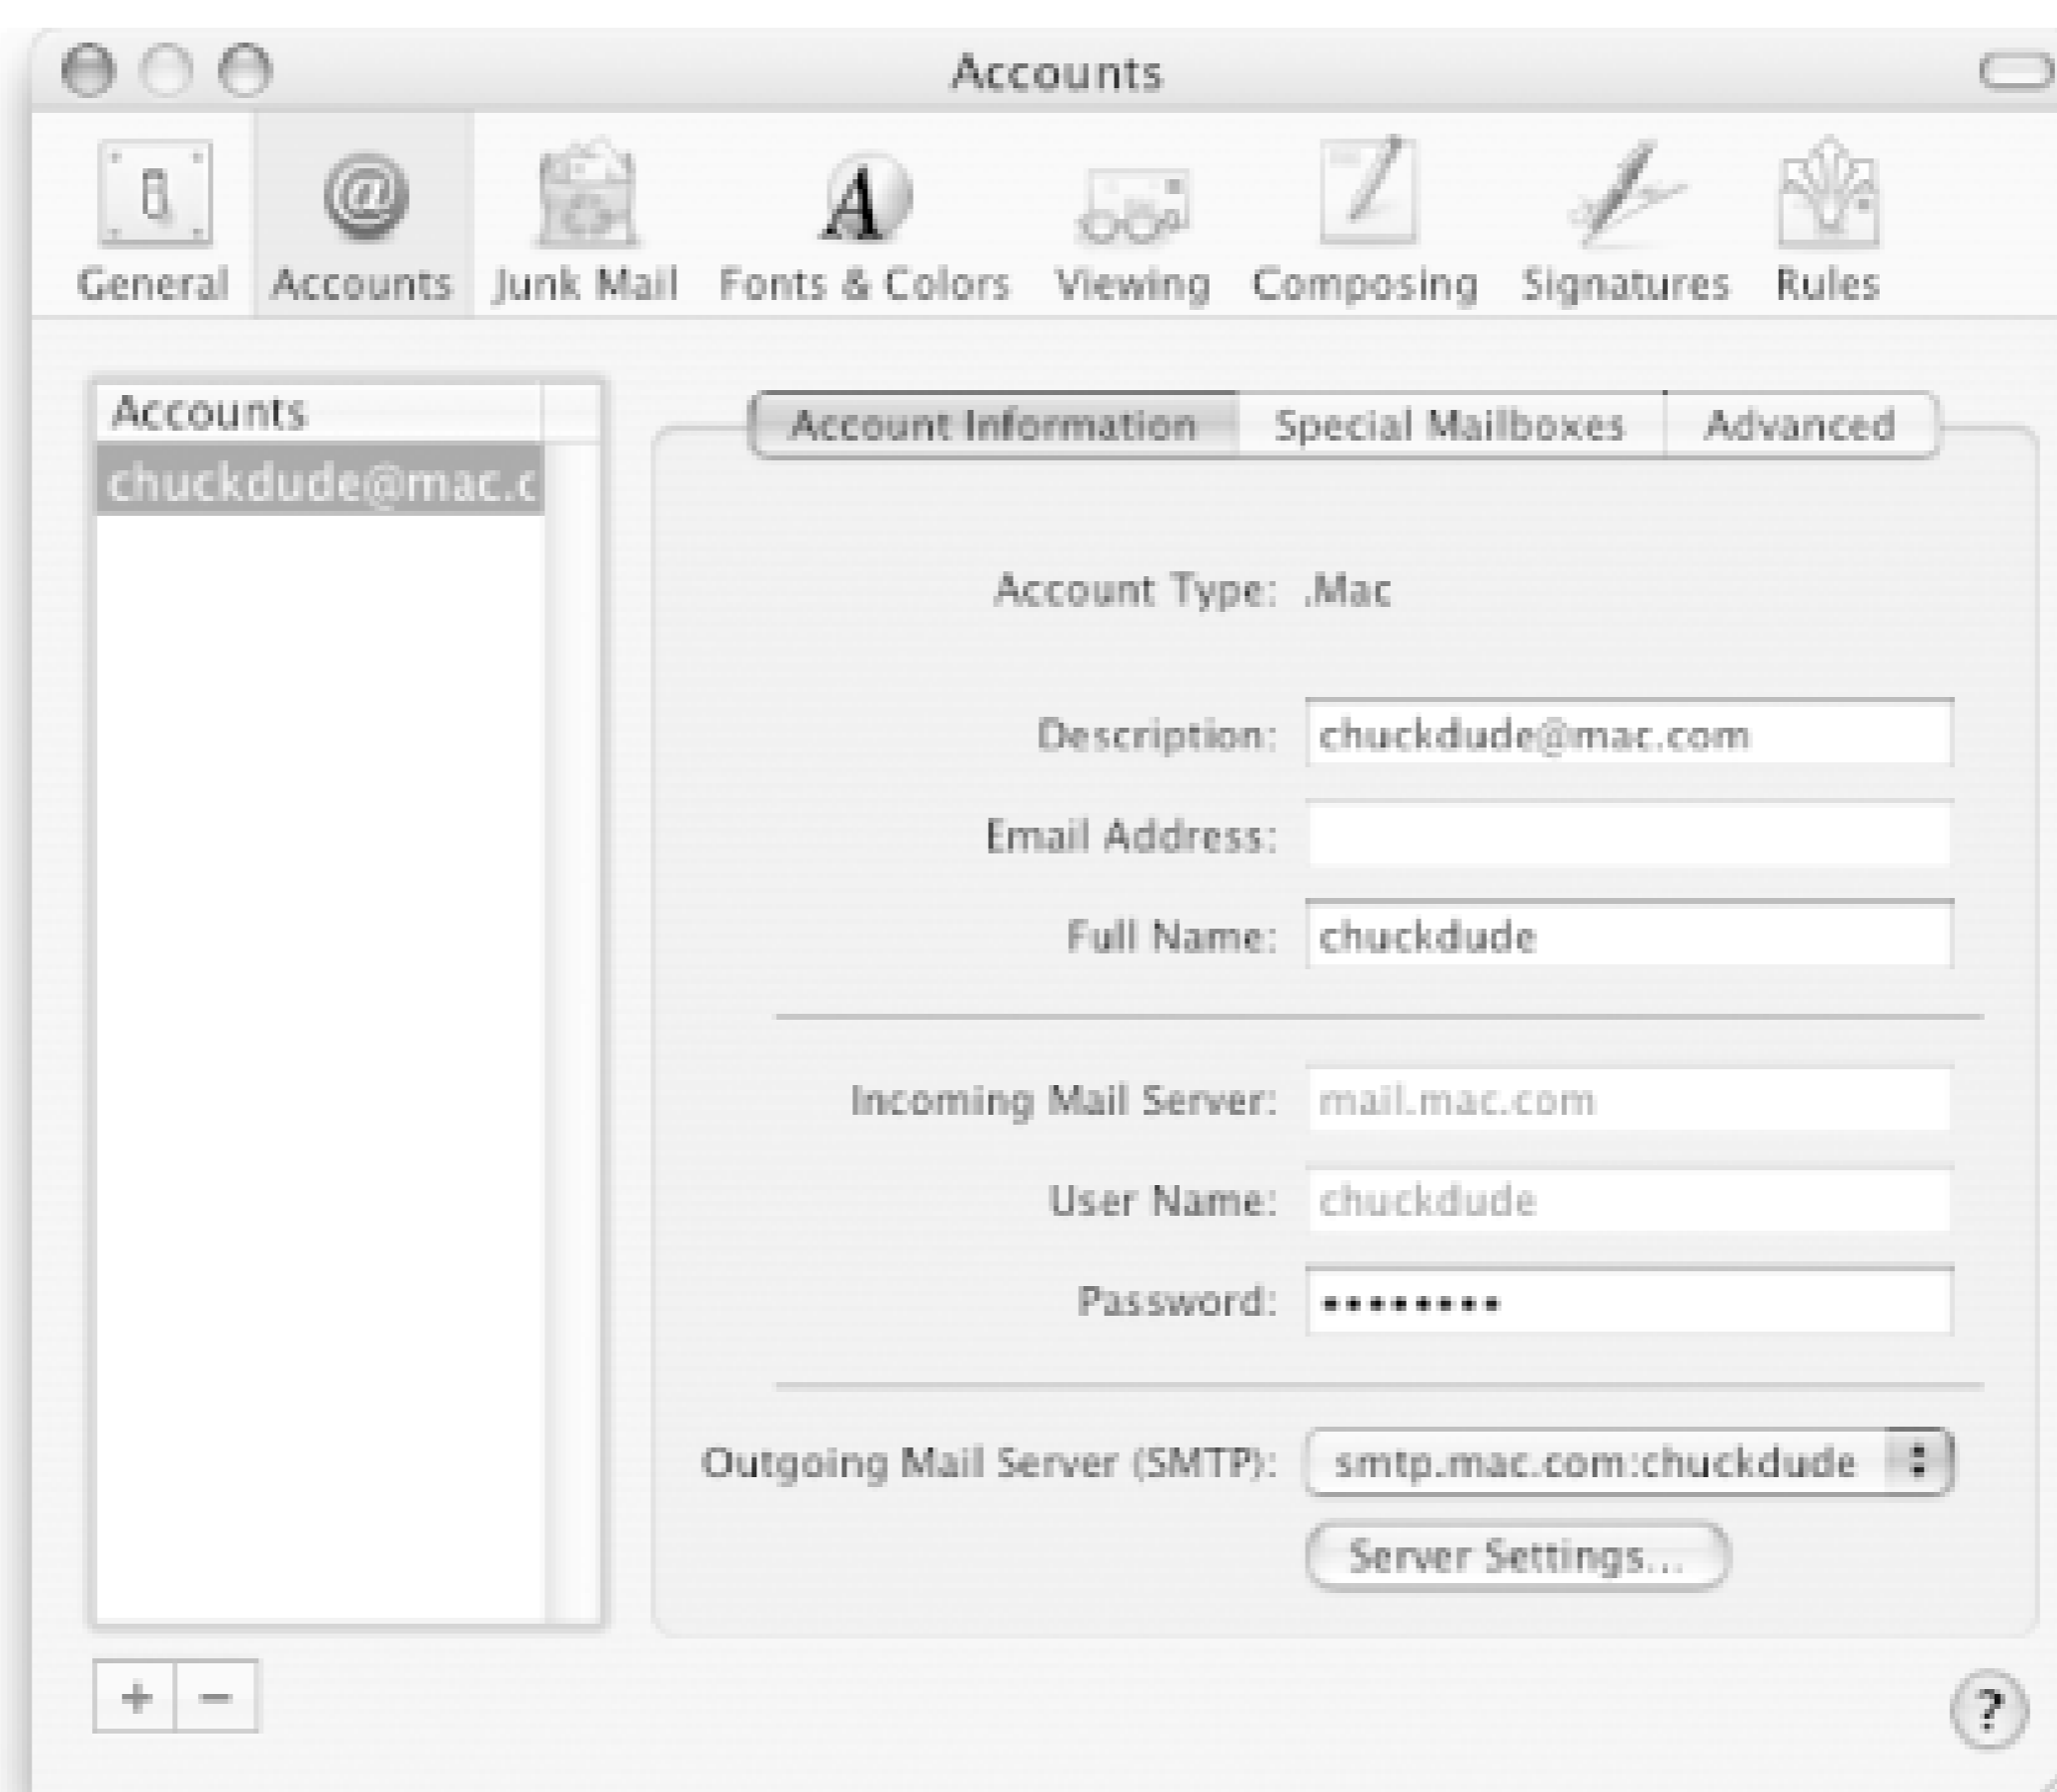 Accounts
General Accounts Junk Mail Fonts & Colors Viewing Composing Signatures Rules
Accounts
chuckdude@mac.c
Account Information Special Mailboxes Advanced
Account Type: .Mac
Description: chuckdude@mac.com
Email Address:
Full Name: chuckdude
Incoming Mail Server: mail.mac.com
User Name: chuckdude
Password: ••••••••
Outgoing Mail Server (SMTP): smtp.mac.com:chuckdude
Server Settings...
+ −
?